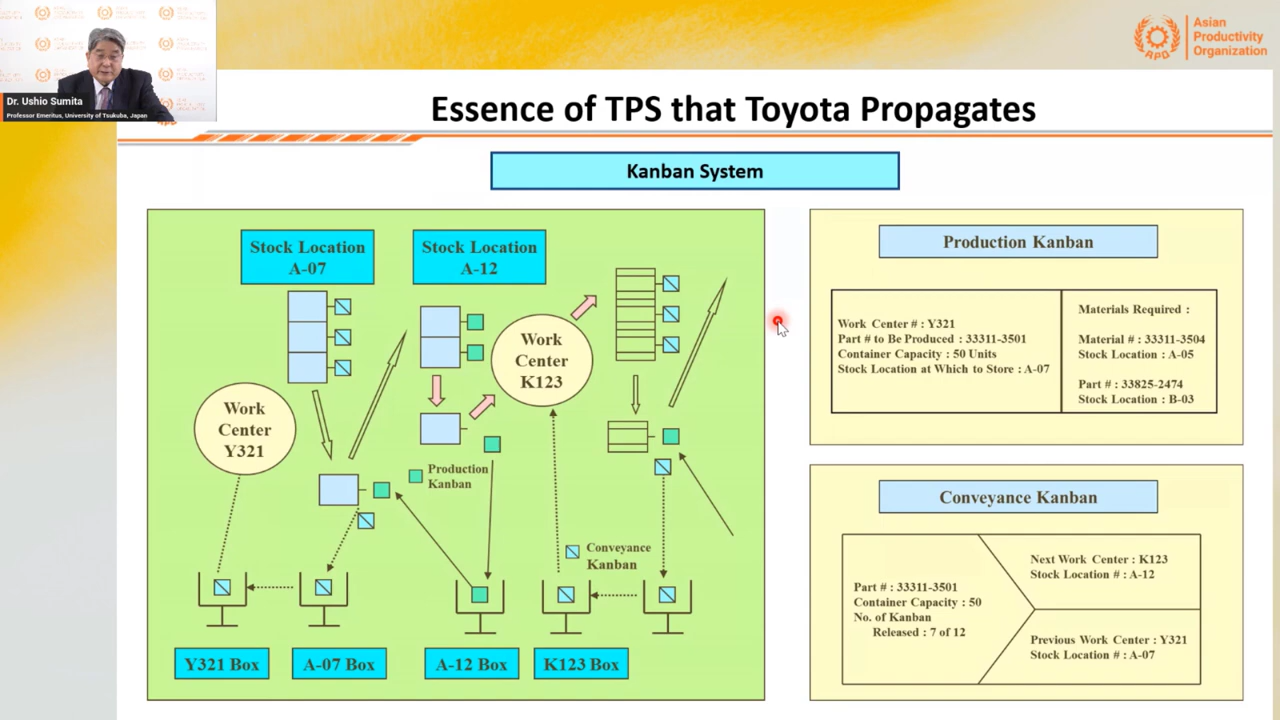 Dr. Ushio Sumita
Professor Emeritus, University of Tsukuba, Japan
APO
Asian
Productivity
Organization
Essence of TPS that Toyota Propagates
Kanban System
Stock Location
A-07
Stock Location
A-12
Work
Center
K123
Work
Center
Y321
Production
Kanban
Conveyance
Kanban
Y321 Box
A-07 Box
A-12 Box
K123 Box
Production Kanban
Work Center # : Y321
Part # to Be Produced : 33311-3501
Container Capacity : 50 Units
Stock Location at Which to Store : A-07
Materials Required :
Material # : 33311-3504
Stock Location : A-05
Part # : 33825-2474
Stock Location : B-03
Conveyance Kanban
Part # : 33311-3501
Container Capacity : 50
No. of Kanban
Released : 7 of 12
Next Work Center : K123
Stock Location # : A-12
Previous Work Center : Y321
Stock Location # : A-07